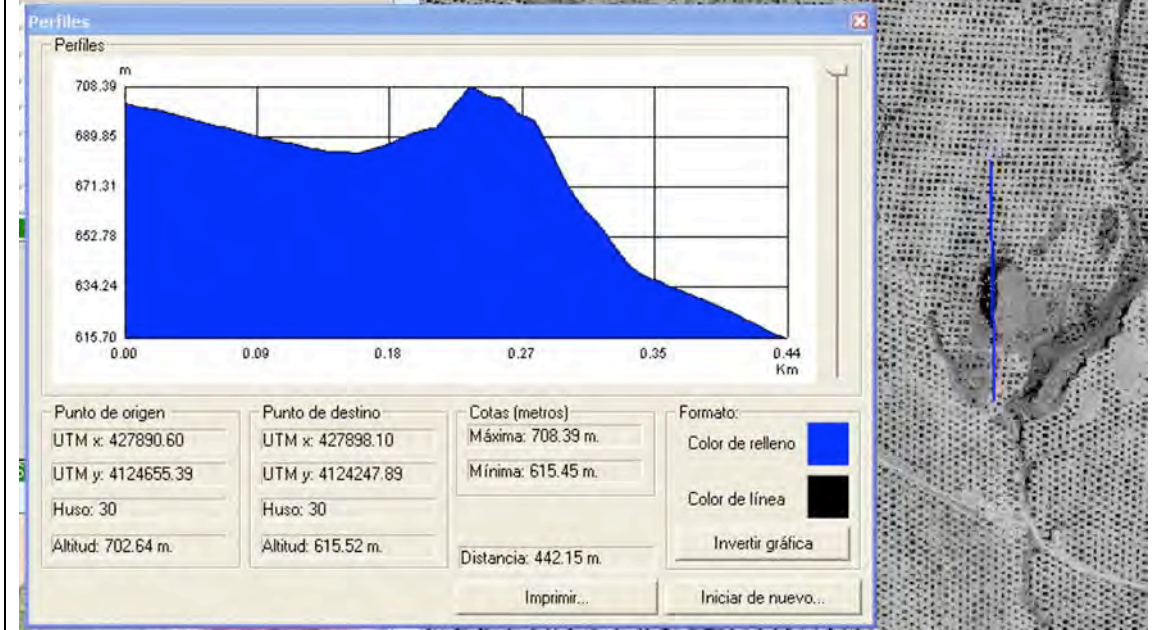 Perfiles
Perfiles
m
708.39
689.85
671.31
652.78
634.24
615.70
0.00 0.09 0.18 0.27 0.35 0.44
Km
Punto de origen
UTM x: 427890.60
UTM y: 4124655.39
Huso: 30
Altitud: 702.64 m.
Punto de destino
UTM x: 427898.10
UTM y: 4124247.89
Huso: 30
Altitud: 615.52 m.
Cotas (metros)
Máxima: 708.39 m.
Mínima: 615.45 m.
Distancia: 442.15 m.
Formato:
Color de relleno
Color de línea
Invertir gráfica
Imprimir...
Iniciar de nuevo...